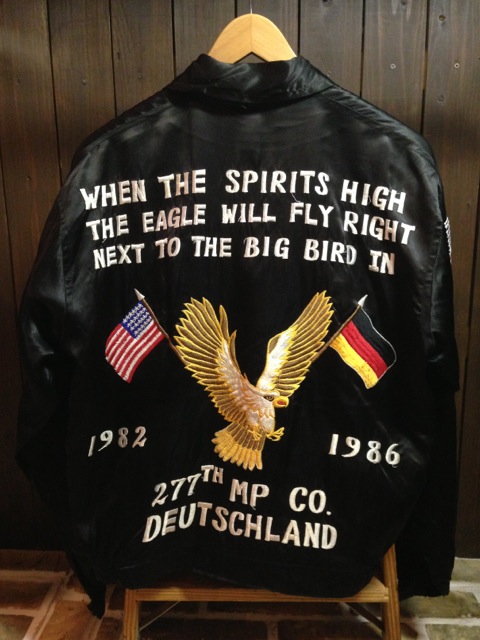 WHEN THE SPIRITS HIGH
THE EAGLE WILL FLY RIGHT
NEXT TO THE BIG BIRD IN
1982
1986
277TH MP CO.
DEUTSCHLAND